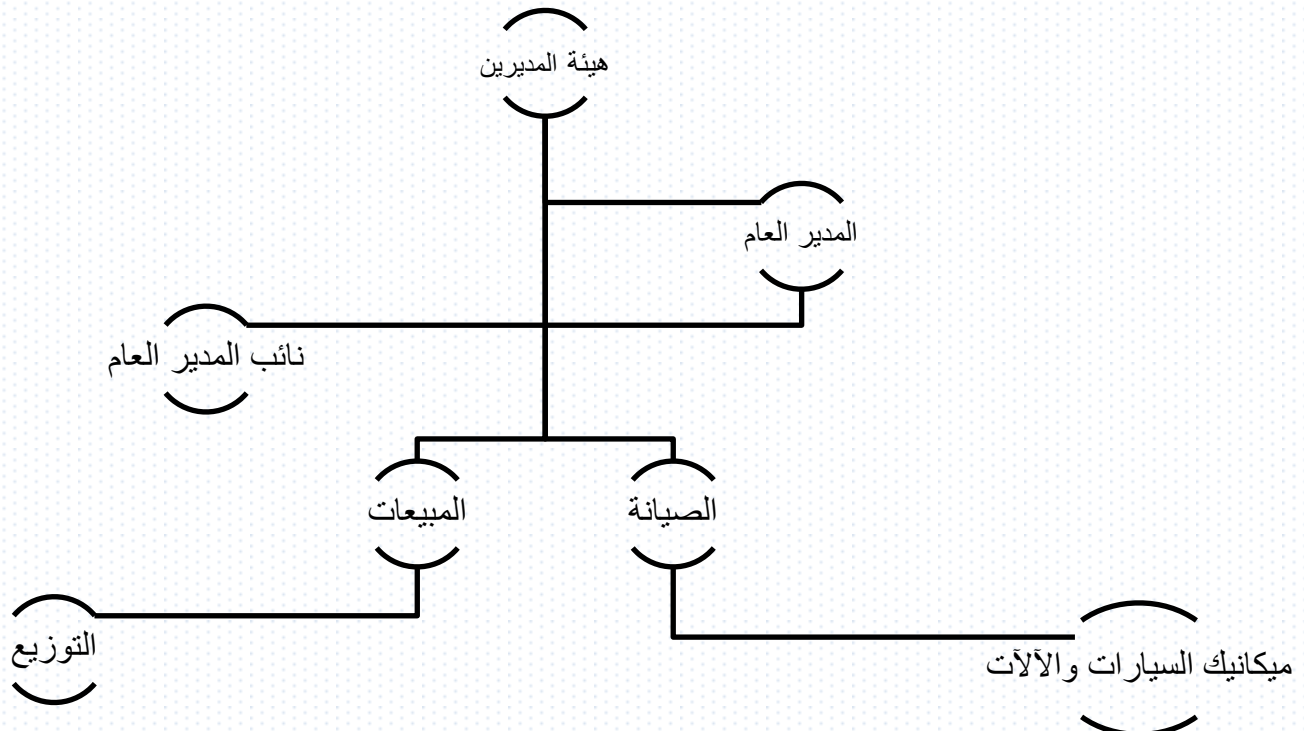 هيئة المديرين
المدير العام
نائب المدير العام
الصيانة
المبيعات
التوزيع
ميكانيك السيارات والآلآت